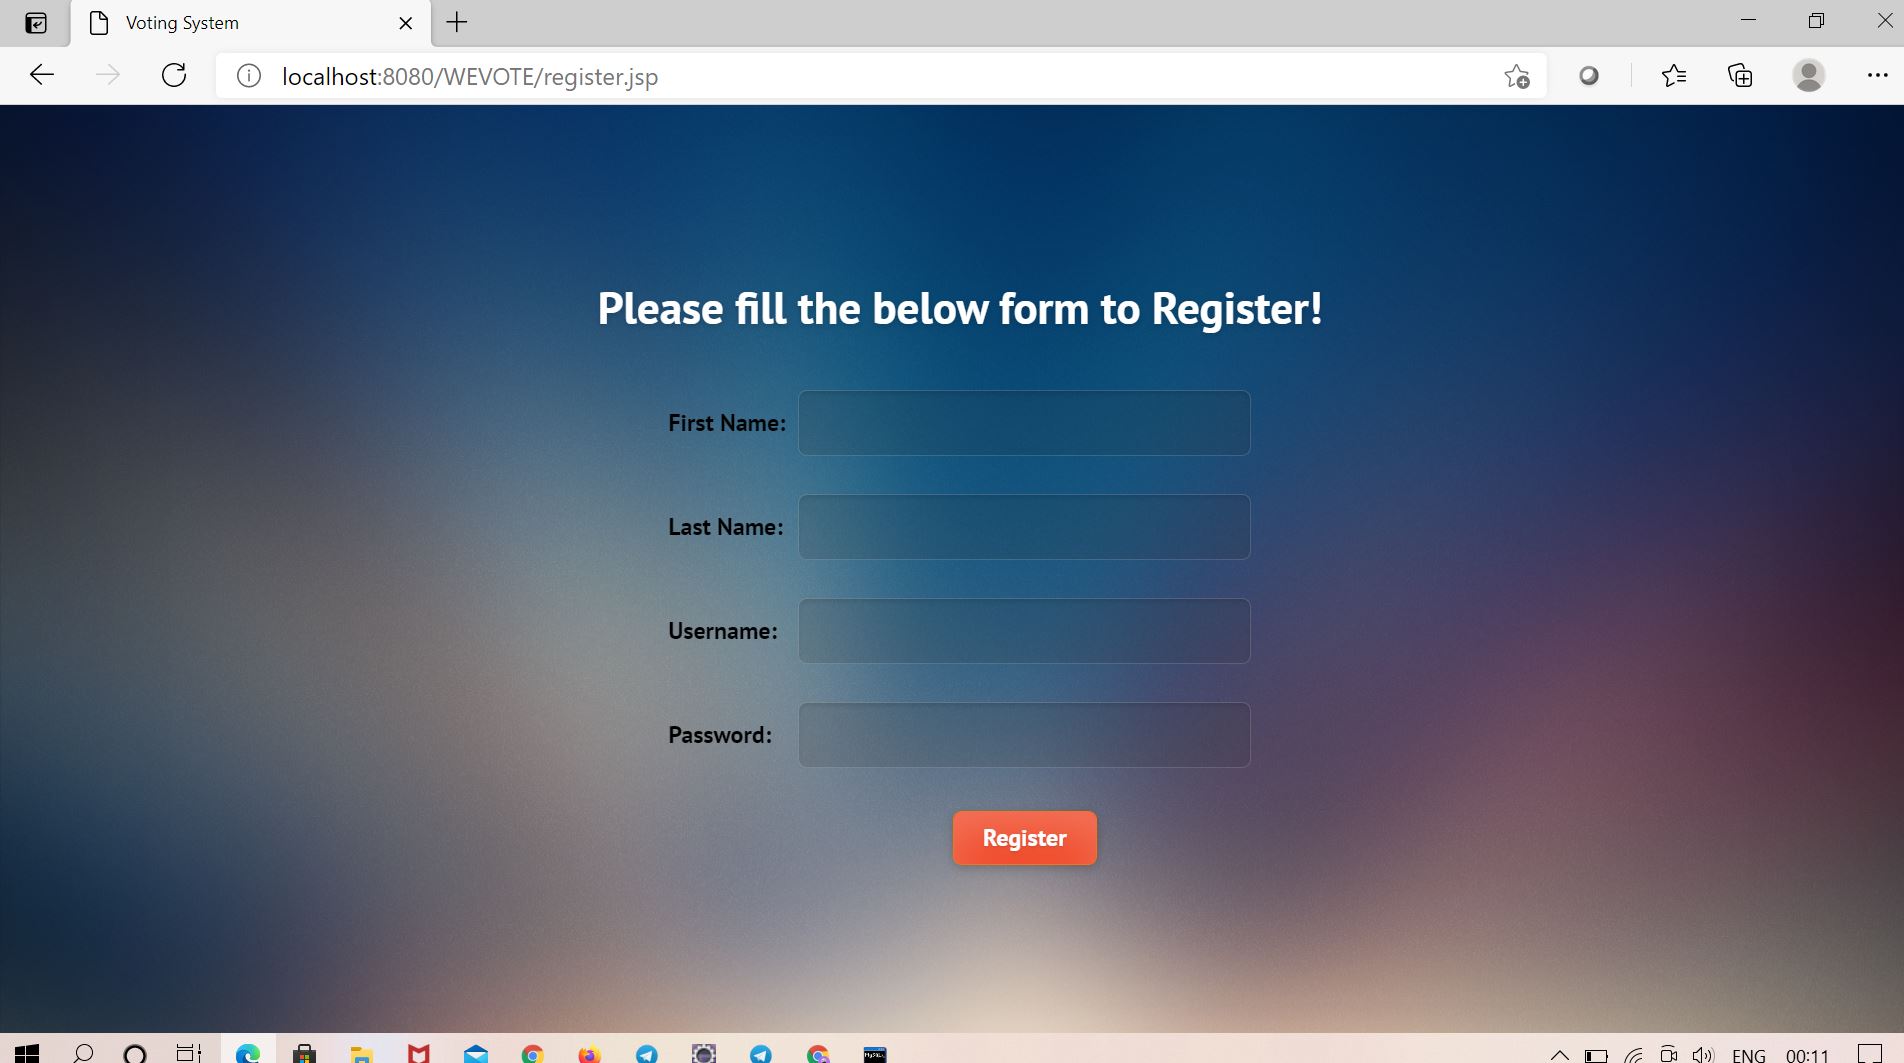 Voting System
localhost:8080/WEVOTE/register.jsp
Please fill the below form to Register!
First Name:
Last Name:
Username:
Password:
Register
ENG 00:11